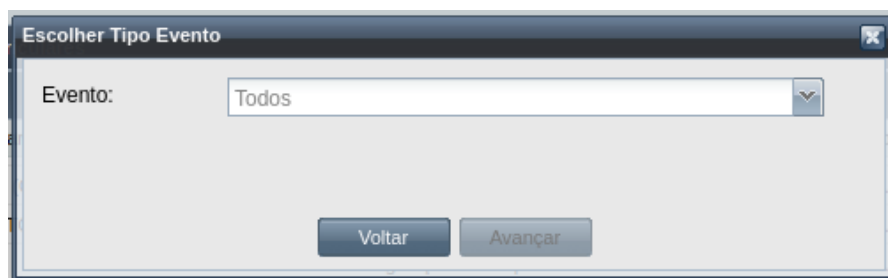 Escolher Tipo Evento
Evento:
Todos
Voltar
Avançar